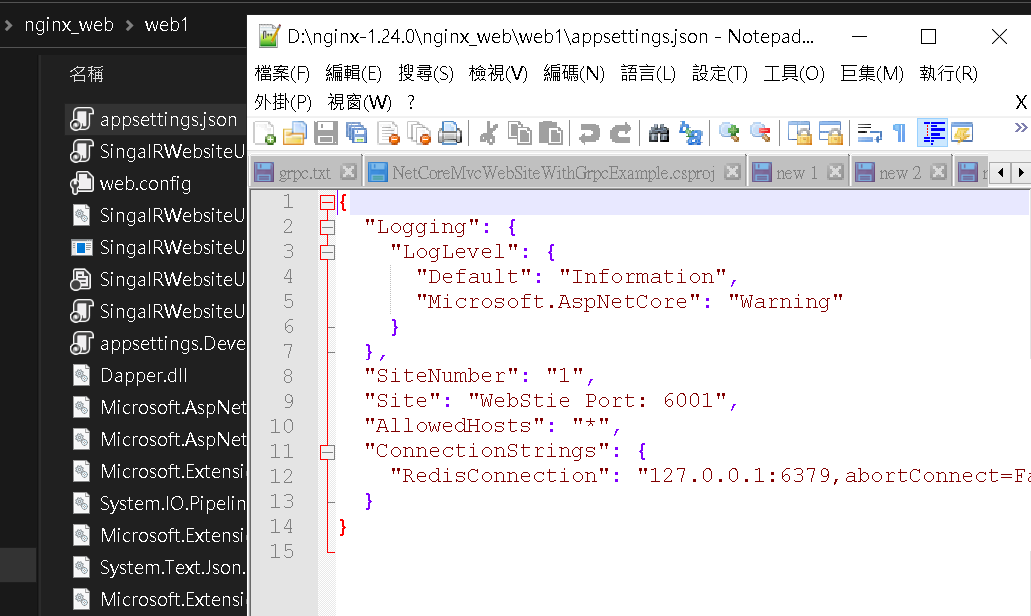 nginx_web > web1
名稱
appsettings.json
SingalRWebsiteU
web.config
SingalRWebsiteU
SingalRWebsiteU
SingalRWebsiteU
SingalRWebsiteU
appsettings.Deve
Dapper.dll
Microsoft.AspNet
Microsoft.AspNet
Microsoft.Extensi
System.IO.Pipelin
Microsoft.Extensi
System.Text.Json.
Microsoft.Extensi
D:\nginx-1.24.0\nginx_web\web1\appsettings.json - Notepad...
檔案(F) 編輯(E) 搜尋(S) 檢視(V) 編碼(N) 語言(L) 設定(T) 工具(O) 巨集(M) 執行(R)
外掛(P) 視窗(W) ? X
grpc.txt NetCoreMvcWebSiteWithGrpcExample.csproj new 1 new 2
1 {
2 "Logging": {
3 "LogLevel": {
4 "Default": "Information",
5 "Microsoft.AspNetCore": "Warning"
6 }
7 },
8 "SiteNumber": "1",
9 "Site": "WebStie Port: 6001",
10 "AllowedHosts": "*",
11 "ConnectionStrings": {
12 "RedisConnection": "127.0.0.1:6379,abortConnect=Fa
13 }
14 }
15